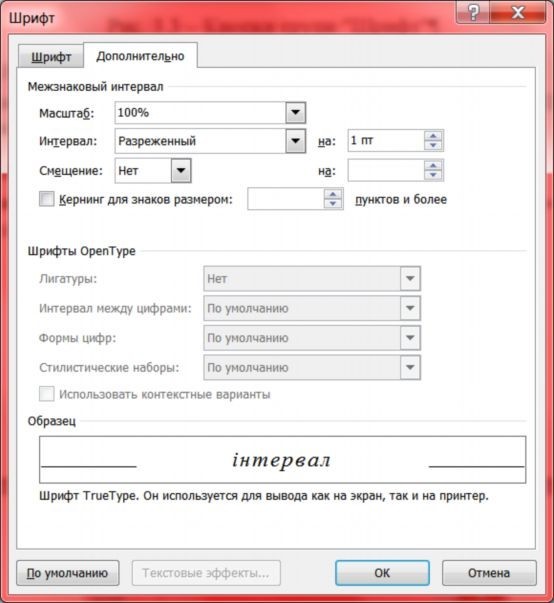 Шрифт
Шрифт Дополнительно
Межзнаковый интервал
Масштаб: 100%
Интервал: Разреженный на: 1 пт
Смещение: Нет на:
Кернинг для знаков размером: пунктов и более
Шрифты OpenType
Лигатуры: Нет
Интервал между цифрами: По умолчанию
Формы цифр: По умолчанию
Стилистические наборы: По умолчанию
Использовать контекстные варианты
Образец
інтервал
Шрифт TrueType. Он используется для вывода как на экран, так и на принтер.
По умолчанию Текстовые эффекты... ОК Отмена